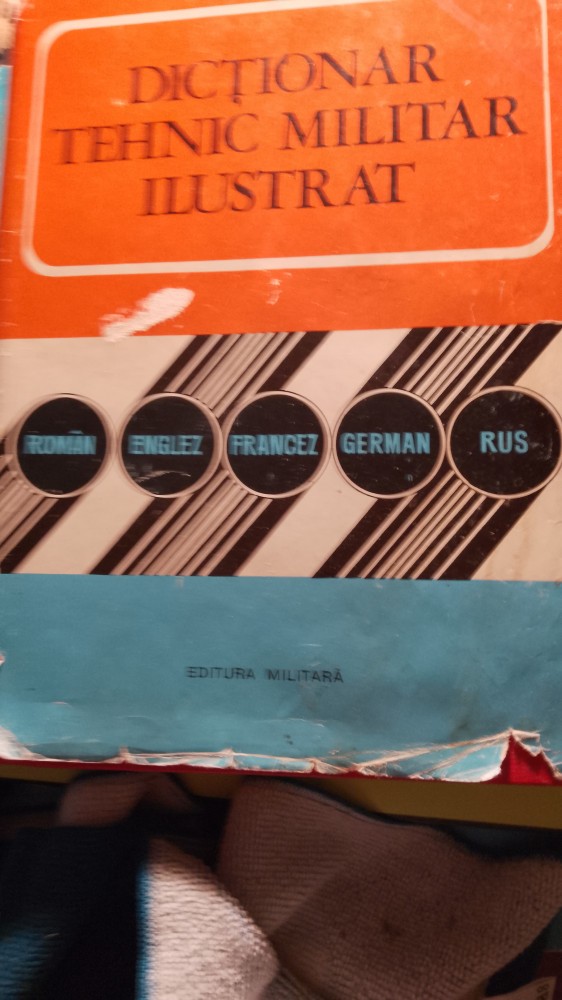 DICȚIONAR
TEHNIC MILITAR
ILUSTRAT
ROMÂN ENGLEZ FRANCEZ GERMAN RUS
EDITURA MILITARĂ